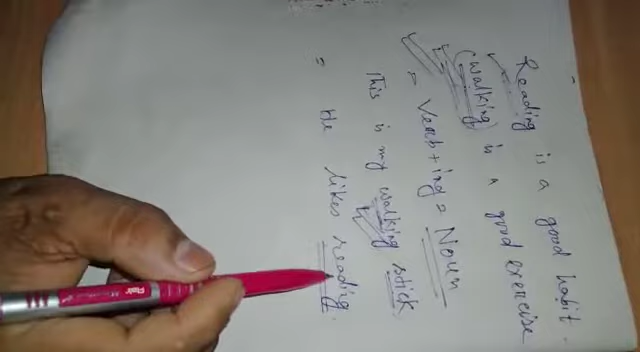 Reading is a good habit.
(Walking) is a good exercise
= Verb + ing = Noun
This is my walking stick.
= He likes reading.